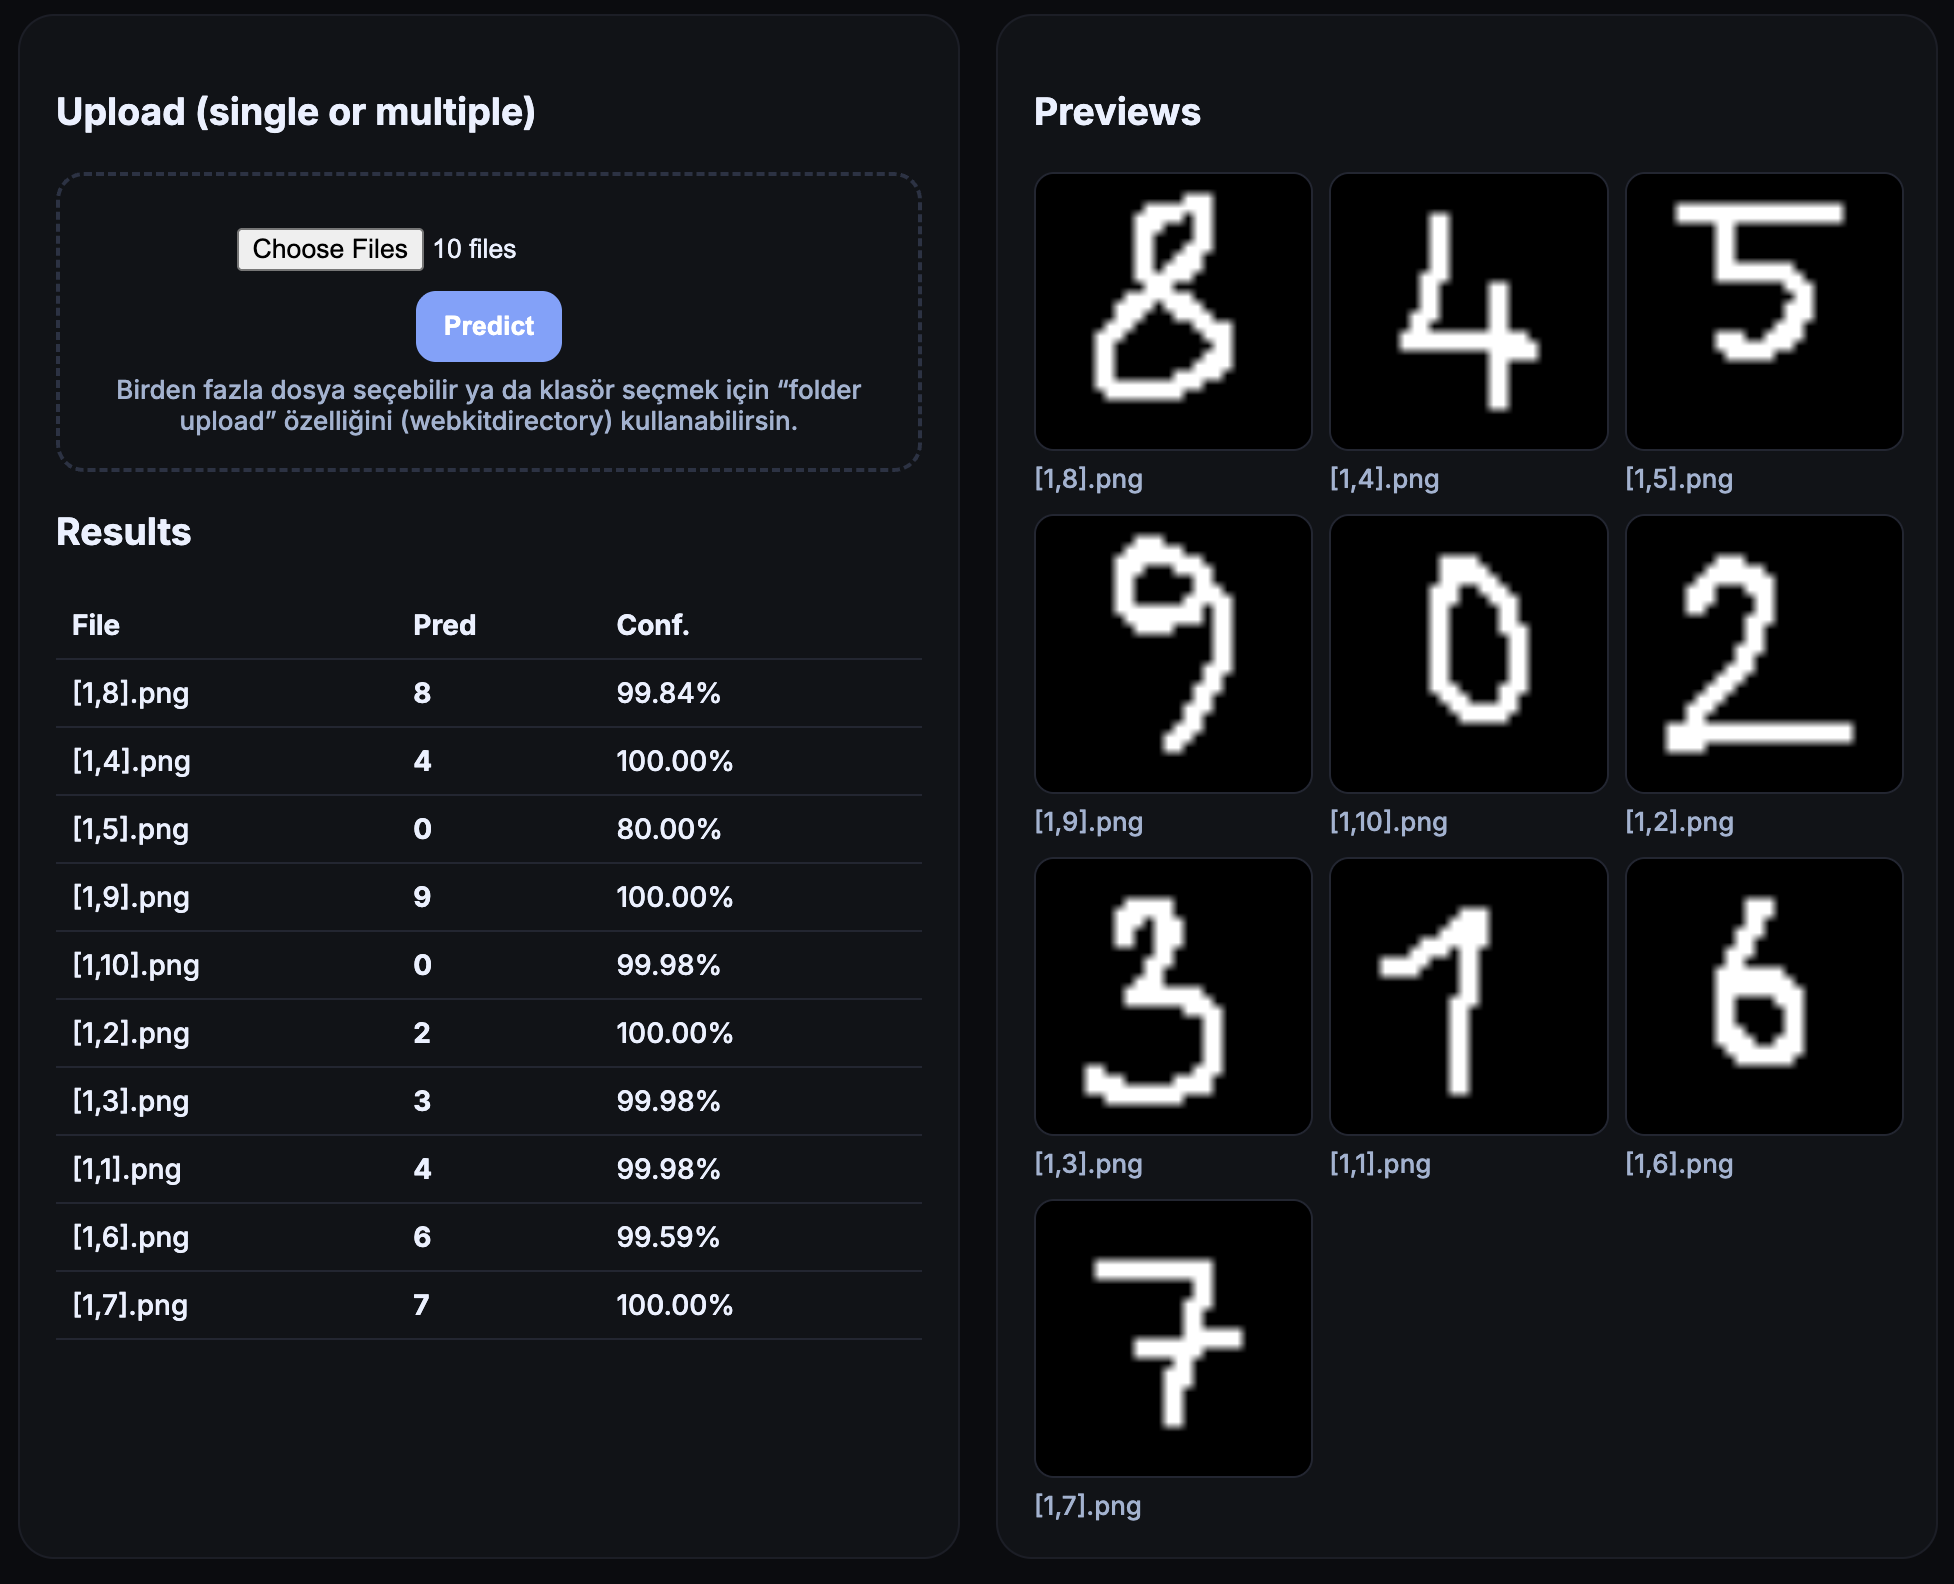 Upload (single or multiple)
Choose Files 10 files
Predict
Birden fazla dosya seçebilir ya da klasör seçmek için “folder
upload” özelliğini (webkitdirectory) kullanabilirsin.
Results
File Pred Conf.
[1,8].png 8 99.84%
[1,4].png 4 100.00%
[1,5].png 0 80.00%
[1,9].png 9 100.00%
[1,10].png 0 99.98%
[1,2].png 2 100.00%
[1,3].png 3 99.98%
[1,1].png 4 99.98%
[1,6].png 6 99.59%
[1,7].png 7 100.00%
Previews
8 4 5
[1,8].png [1,4].png [1,5].png
9 0 2
[1,9].png [1,10].png [1,2].png
3 1 6
[1,3].png [1,1].png [1,6].png
7
[1,7].png